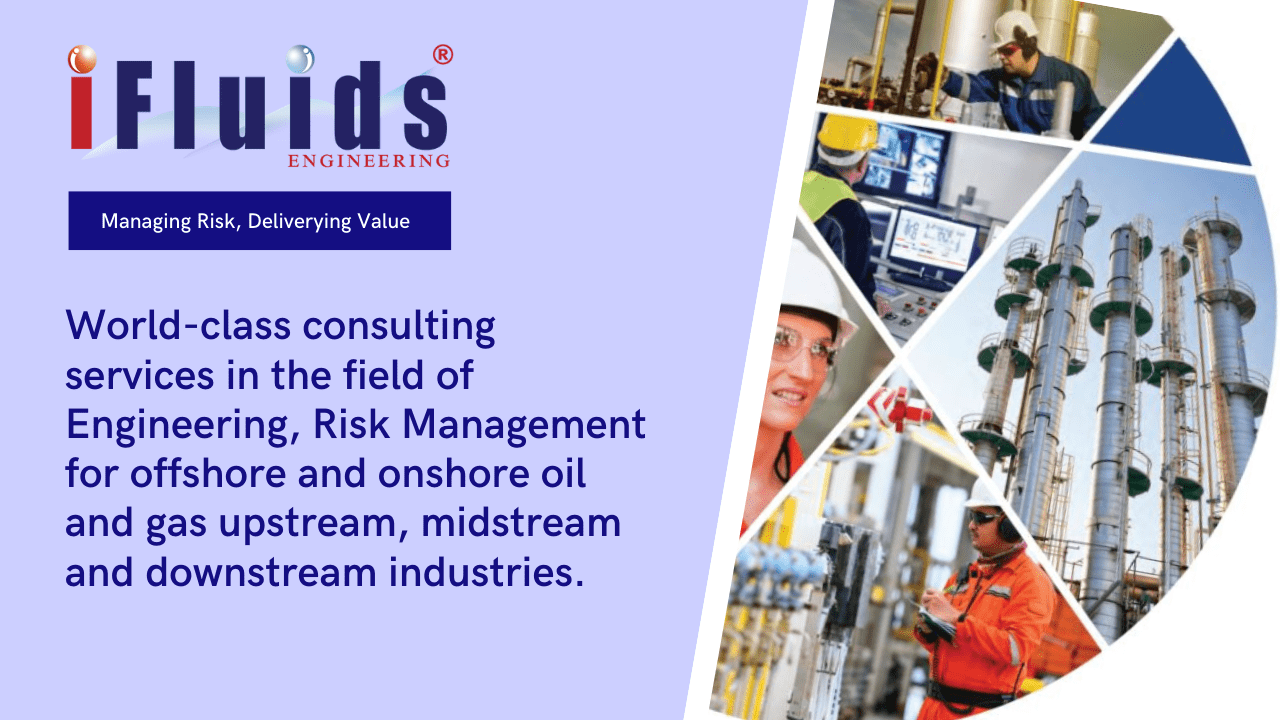 iFluids®
ENGINEERING
Managing Risk, Deliverying Value
World-class consulting
services in the field of
Engineering, Risk Management
for offshore and onshore oil
and gas upstream, midstream
and downstream industries.